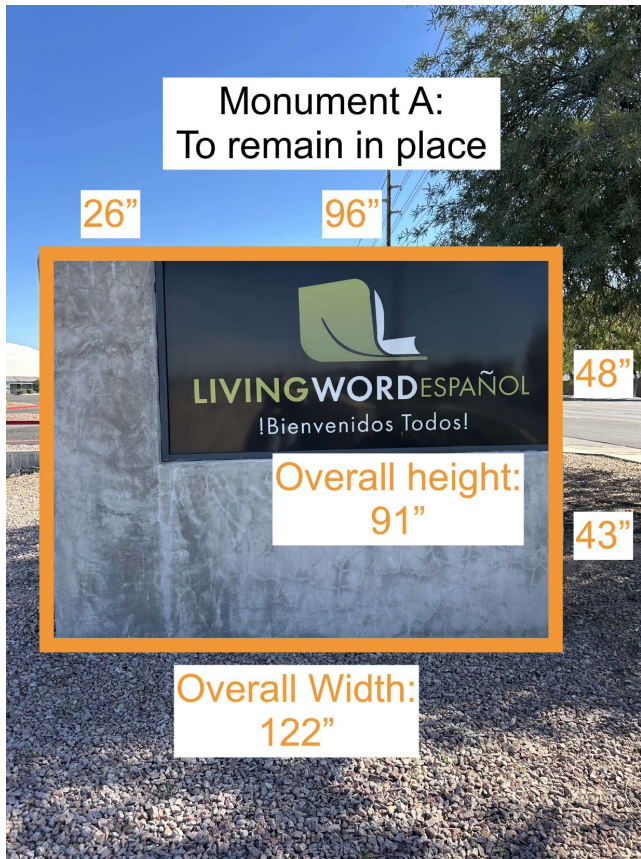 Monument A:
To remain in place
26”
96”
LIVINGWORDESPAÑOL
!Bienvenidos Todos!
48”
Overall height:
91”
43”
Overall Width:
122”